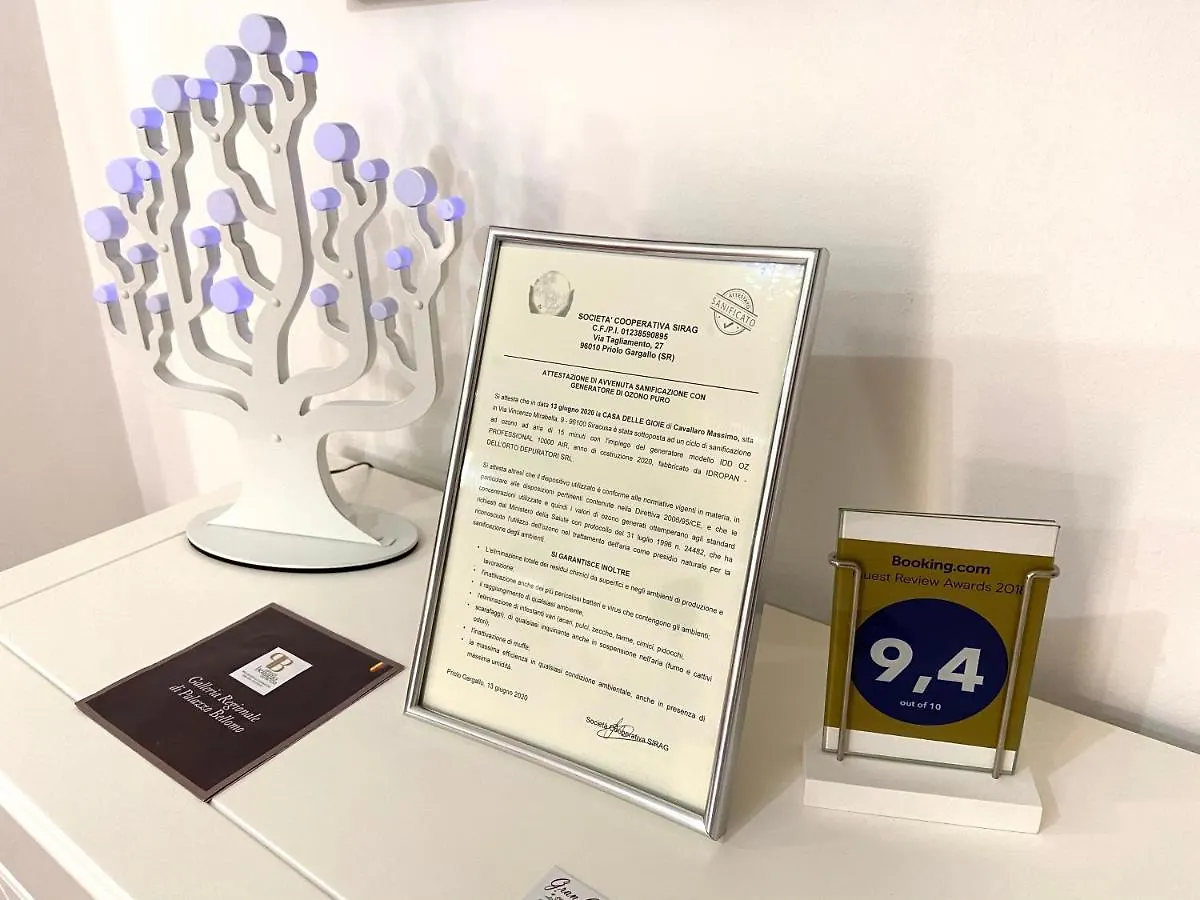 SOCIETA' COOPERATIVA SIRAG
C.F./P.I. 01238590895
Via Tagliamento, 27
96010 Priolo Gargallo (SR)
ATTESTATO
SANIFICATO
ATTESTAZIONE DI AVVENUTA SANIFICAZIONE CON
GENERATORE DI OZONO PURO
Si attesta che in data 13 giugno 2020 la CASA DELLE GIOIE di Cavallaro Massimo, sita
in Via Vincenzo Mirabella, 9 - 96100 Siracusa è stata sottoposta ad un ciclo di sanificazione
ad ozono ad aria di 15 minuti con l'impiego del generatore modello IDD OZ
PROFESSIONAL 10000 AIR, anno di costruzione 2020, fabbricato da IDROPAN -
DELL'ORTO DEPURATORI SRL.
Si attesta altresì che il dispositivo utilizzato è conforme alle normative vigenti in materia, in
particolare alle disposizioni pertinenti contenute nella Direttiva 2006/95/CE, e che le
concentrazioni utilizzate e quindi i valori di ozono generati ottemperano agli standard
richiesti dal Ministero della Salute con protocollo del 31 luglio 1996 n. 24482, che ha
riconosciuto l'utilizzo dell'ozono nel trattamento dell'aria come presidio naturale per la
sanificazione degli ambienti.
SI GARANTISCE INOLTRE
• L'eliminazione totale dei residui chimici da superfici e negli ambienti di produzione e
lavorazione;
• l'inattivazione anche dei più pericolosi batteri e virus che contengono gli ambienti;
• il raggiungimento di qualsiasi ambiente;
• l'eliminazione di infestanti vari (acari, pulci, zecche, tarme, cimici, pidocchi,
scarafaggi), di qualsiasi inquinante anche in sospensione nell'aria (fumo e cattivi
odori);
• l'inattivazione di muffe;
• la massima efficienza in qualsiasi condizione ambientale, anche in presenza di
massima umidità.
Priolo Gargallo, 13 giugno 2020
Società Cooperativa SIRAG
Galleria Regionale
di Palazzo Bellomo
Booking.com
uest Review Awards 2018
9,4
out of 10
Gran